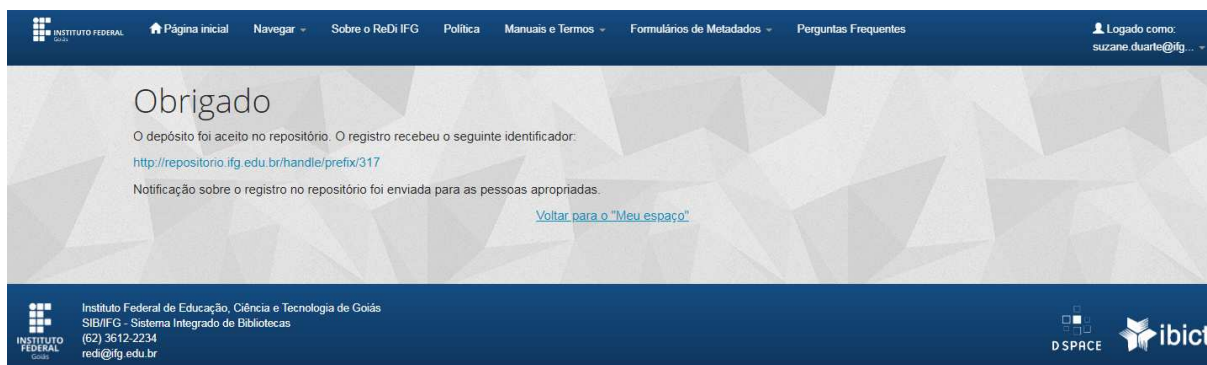 INSTITUTO FEDERAL
Goiás
Página inicial
Navegar
Sobre o ReDi IFG
Política
Manuais e Termos
Formulários de Metadados
Perguntas Frequentes
Logado como:
suzane.duarte@ifg...
Obrigado
O depósito foi aceito no repositório. O registro recebeu o seguinte identificador:
http://repositorio.ifg.edu.br/handle/prefix/317
Notificação sobre o registro no repositório foi enviada para as pessoas apropriadas.
Voltar para o "Meu espaço"
INSTITUTO
FEDERAL
Goiás
Instituto Federal de Educação, Ciência e Tecnologia de Goiás
SIB/IFG - Sistema Integrado de Bibliotecas
(62) 3612-2234
redi@ifg.edu.br
DSPACE
ibict